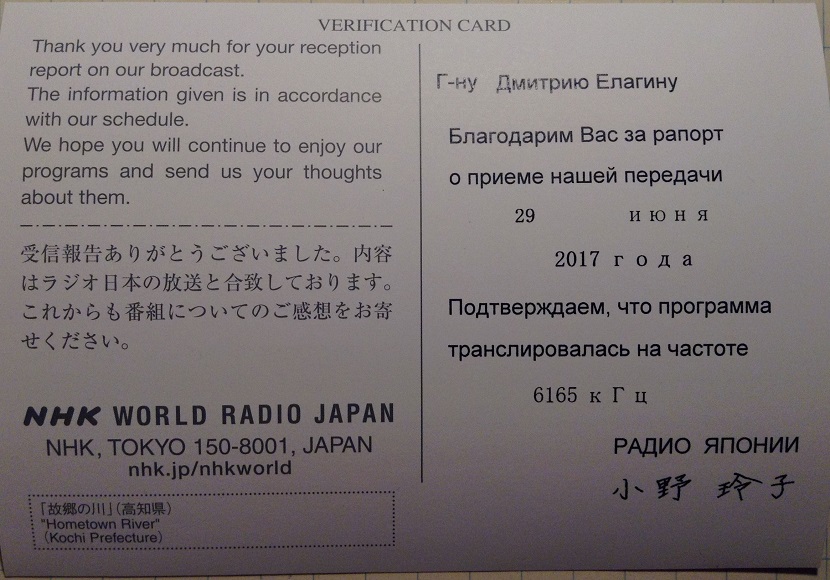 VERIFICATION CARD
Thank you very much for your reception
report on our broadcast.
The information given is in accordance
with our schedule.
We hope you will continue to enjoy our
programs and send us your thoughts
about them.
受信報告ありがとうございました。内容
はラジオ日本の放送と合致しております。
これからも番組についてのご感想をお寄
せください。
NHK WORLD RADIO JAPAN
NHK, TOKYO 150-8001, JAPAN
nhk.jp/nhkworld
「故郷の川」(高知県)
"Hometown River"
(Kochi Prefecture)
Г-ну Дмитрию Елагину
Благодарим Вас за рапорт
о приеме нашей передачи
29 июня
2017 года
Подтверждаем, что программа
транслировалась на частоте
6165 кГц
РАДИО ЯПОНИИ
小野 玲子